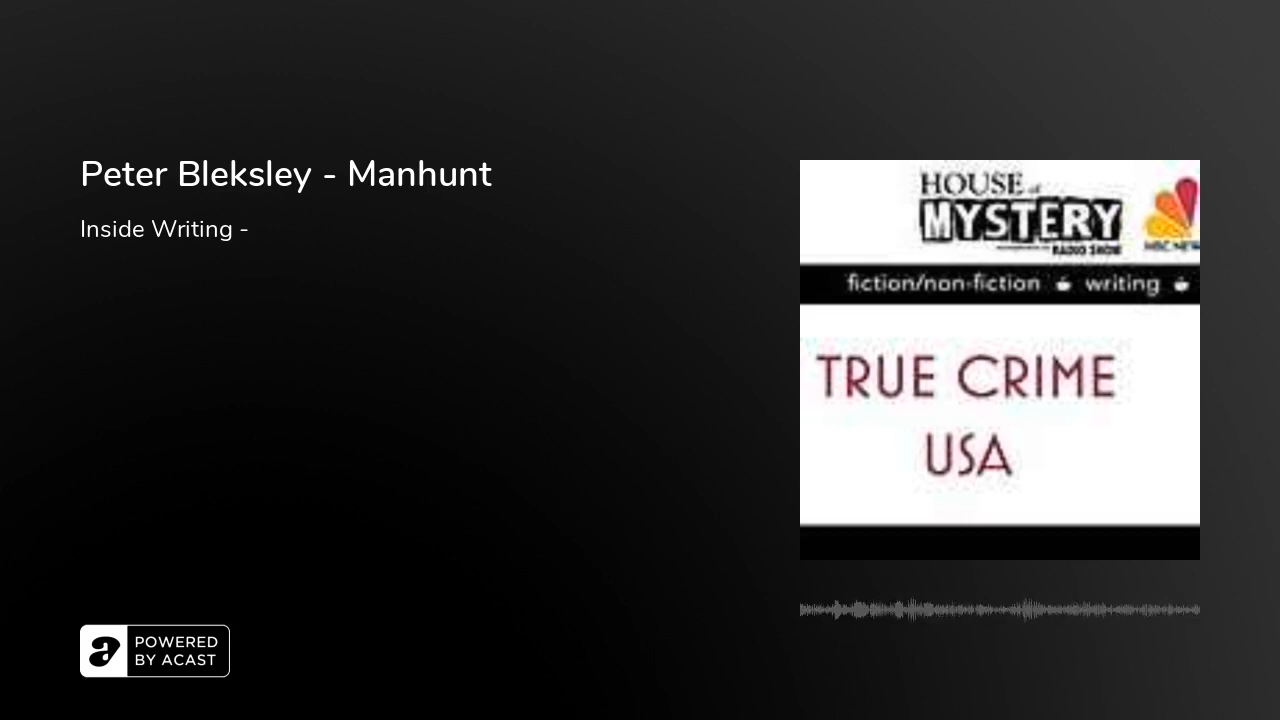 Peter Bleksley - Manhunt
Inside Writing -
HOUSE of
MYSTERY
RADIO SHOW
fiction/non-fiction writing
TRUE CRIME
USA
POWERED
BY ACAST